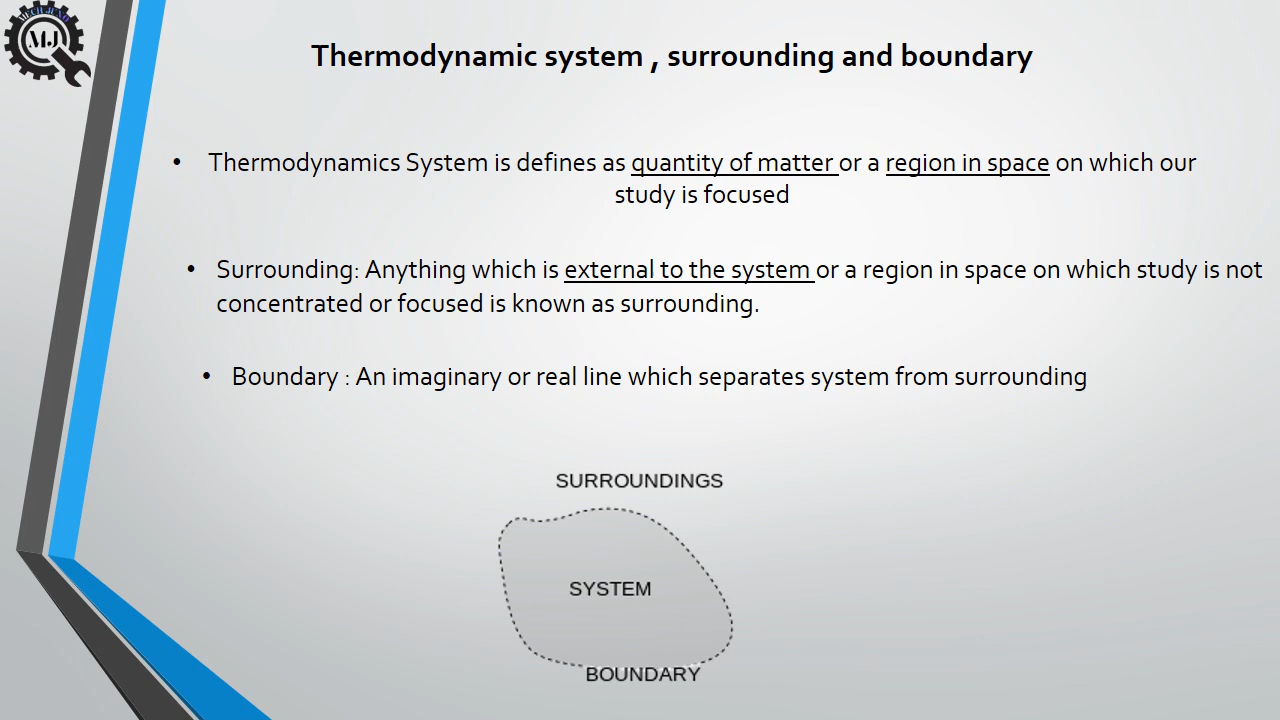 MECH JUNO
M.J
Thermodynamic system , surrounding and boundary
• Thermodynamics System is defines as quantity of matter or a region in space on which our
study is focused
• Surrounding: Anything which is external to the system or a region in space on which study is not
concentrated or focused is known as surrounding.
• Boundary : An imaginary or real line which separates system from surrounding
SURROUNDINGS
SYSTEM
BOUNDARY